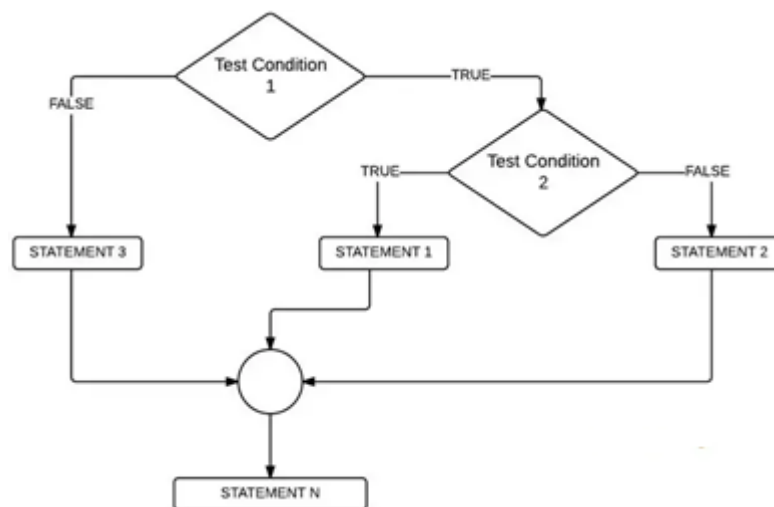 Test Condition
1
TRUE
FALSE
Test Condition
2
TRUE
FALSE
STATEMENT 3
STATEMENT 1
STATEMENT 2
STATEMENT N